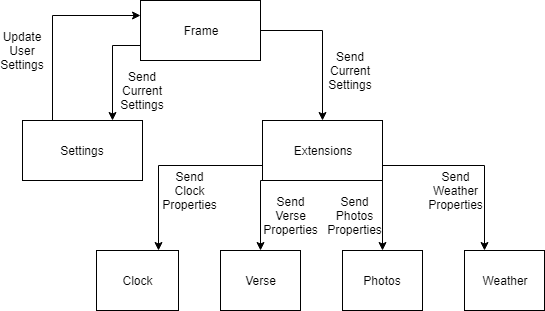 Frame
Update
User
Settings
Send
Current
Settings
Send
Current
Settings
Settings
Extensions
Send
Clock
Properties
Send
Verse
Properties
Send
Photos
Properties
Send
Weather
Properties
Clock
Verse
Photos
Weather